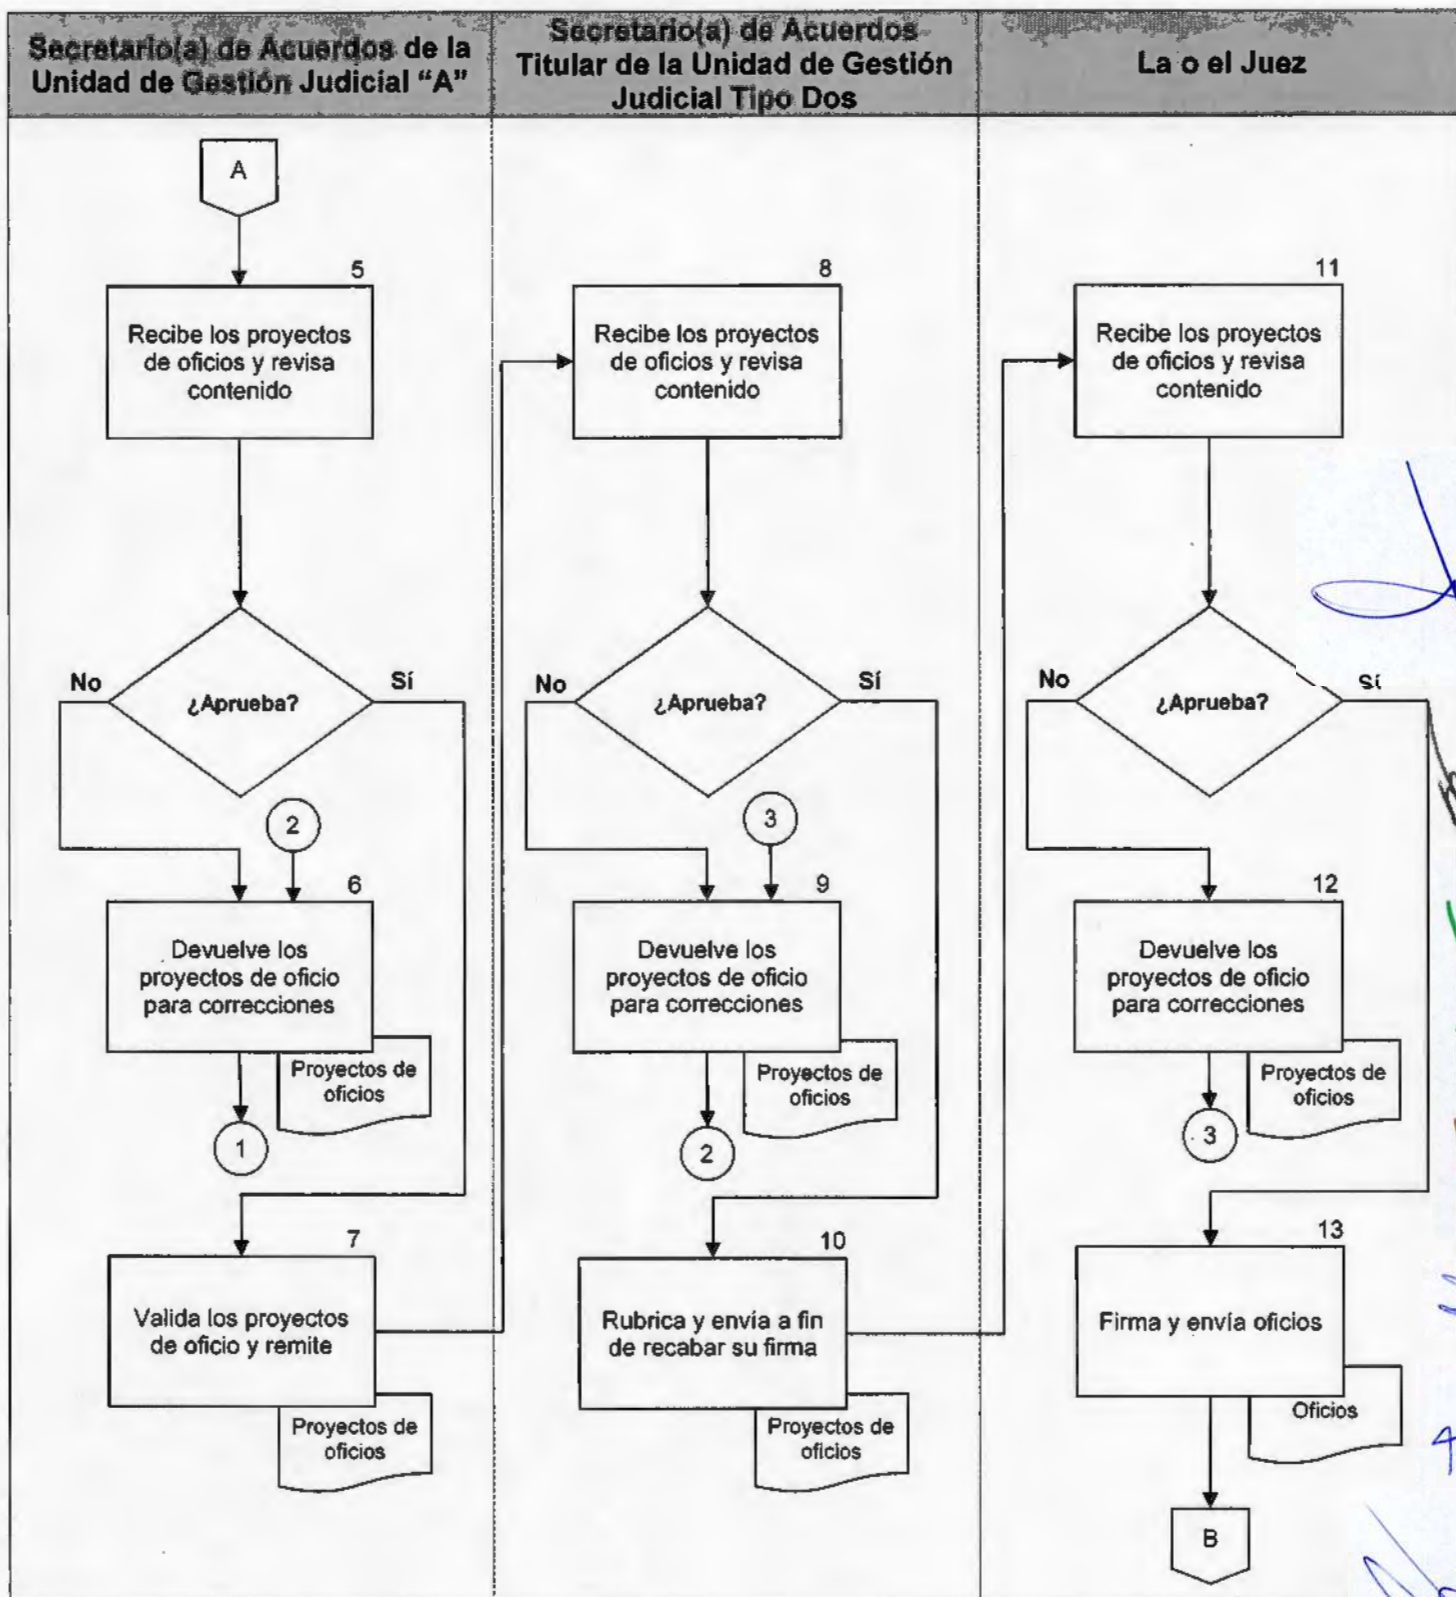 Secretario(a) de Acuerdos de la
Unidad de Gestión Judicial “A”
Secretario(a) de Acuerdos
Titular de la Unidad de Gestión
Judicial Tipo Dos
La o el Juez
A
5
Recibe los proyectos
de oficios y revisa
contenido
¿Aprueba?
No
Sí
2
6
Devuelve los
proyectos de oficio
para correcciones
Proyectos de
oficios
1
7
Valida los proyectos
de oficio y remite
Proyectos de
oficios
8
Recibe los proyectos
de oficios y revisa
contenido
¿Aprueba?
No
Sí
3
9
Devuelve los
proyectos de oficio
para correcciones
Proyectos de
oficios
2
10
Rubrica y envía a fin
de recabar su firma
Proyectos de
oficios
11
Recibe los proyectos
de oficios y revisa
contenido
¿Aprueba?
No
Sí
12
Devuelve los
proyectos de oficio
para correcciones
Proyectos de
oficios
3
13
Firma y envía oficios
Oficios
B